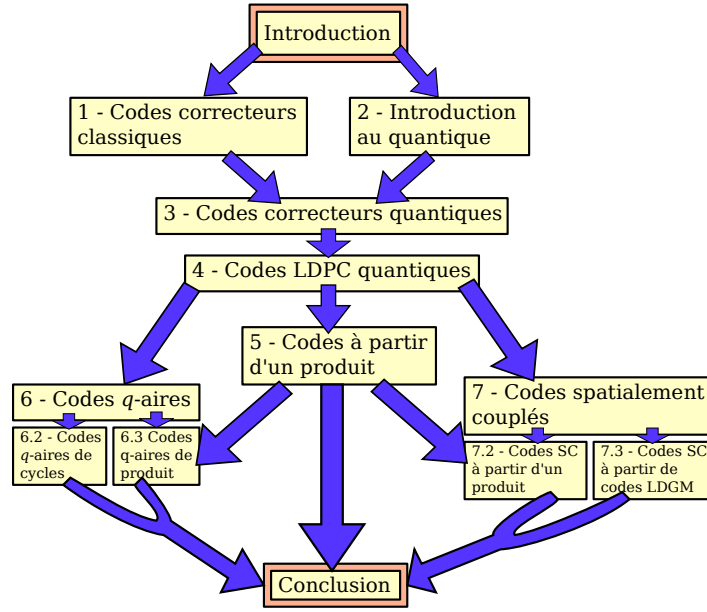 Introduction
1 - Codes correcteurs
classiques
2 - Introduction
au quantique
3 - Codes correcteurs quantiques
4 - Codes LDPC quantiques
5 - Codes à partir
d'un produit
6 - Codes q-aires
7 - Codes spatialement
couplés
6.2 - Codes
q-aires de
cycles
6.3 Codes
q-aires de
produit
7.2 - Codes SC
à partir d'un
produit
7.3 - Codes SC
à partir de
codes LDGM
Conclusion